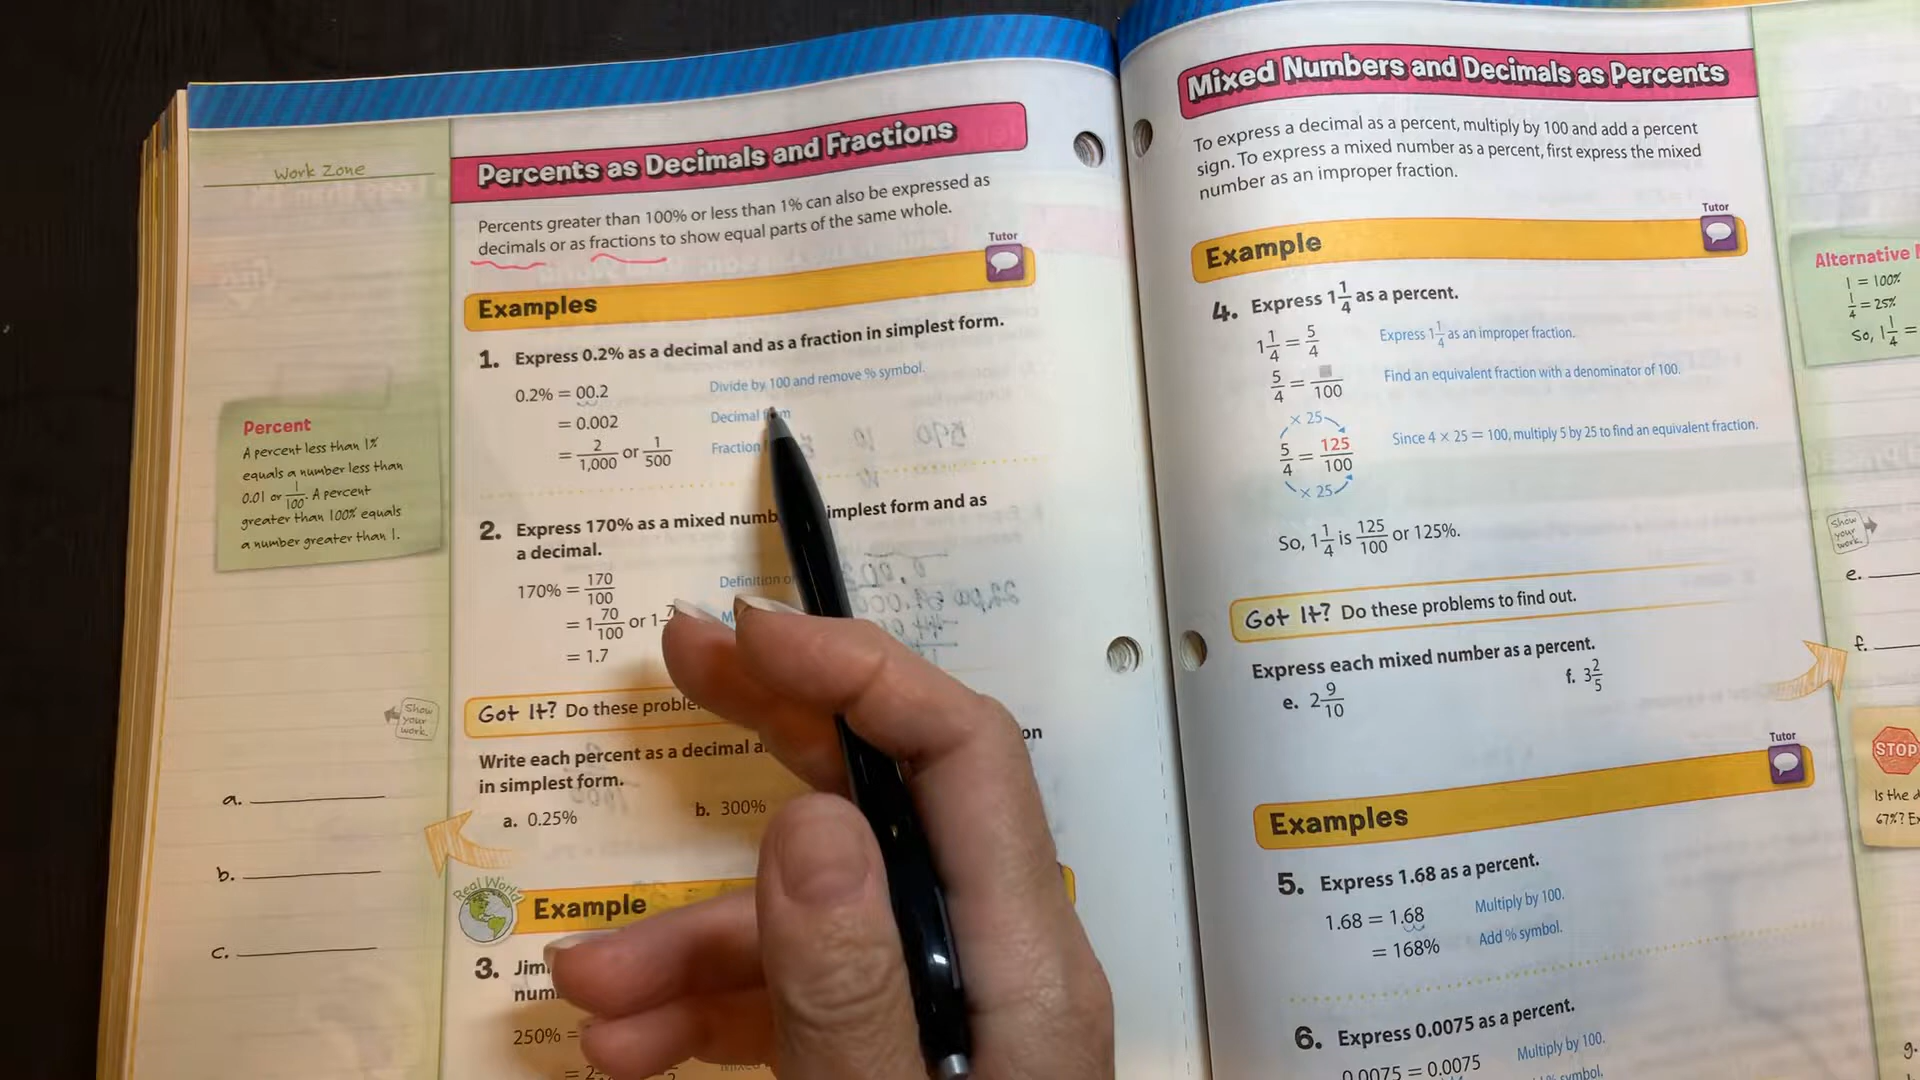 Work Zone
Percents as Decimals and Fractions
Percents greater than 100% or less than 1% can also be expressed as
decimals or as fractions to show equal parts of the same whole.
Tutor
Examples
1. Express 0.2% as a decimal and as a fraction in simplest form.
0.2% = 00.2 Divide by 100 and remove % symbol.
= 0.002 Decimal
= 2/1,000 or 1/500 Fraction
Percent
A percent less than 1%
equals a number less than
0.01 or 1/100. A percent
greater than 100% equals
a number greater than 1.
2. Express 170% as a mixed simplest form and as
a decimal.
170% = 170/100 Definition
= 1 70/100 or 1
= 1.7
Show
your
work.
Got It? Do these
Write each percent as a decimal
in simplest form.
a. 0.25% b. 300%
a.
b.
c.
Real World
Example
3.
250% =
= 2
Mixed Numbers and Decimals as Percents
To express a decimal as a percent, multiply by 100 and add a percent
sign. To express a mixed number as a percent, first express the mixed
number as an improper fraction.
Tutor
Example
4. Express 1 1/4 as a percent.
1 1/4 = 5/4 Express 1 1/4 as an improper fraction.
5/4 = ■/100 Find an equivalent fraction with a denominator of 100.
× 25
5/4 = 125/100 Since 4 × 25 = 100, multiply 5 by 25 to find an equivalent fraction.
× 25
So, 1 1/4 is 125/100 or 125%.
Got It? Do these problems to find out.
Express each mixed number as a percent.
e. 2 9/10 f. 3 2/5
Tutor
Examples
5. Express 1.68 as a percent.
1.68 = 1.68 Multiply by 100.
= 168% Add % symbol.
6. Express 0.0075 as a percent.
0.0075 = 0.0075 Multiply by 100.
symbol.
Alternative
1 = 100%
1/4 = 25%
So, 1 1/4 =
Show
your
work.
e.
f.
STOP
Is the
67%?
g.